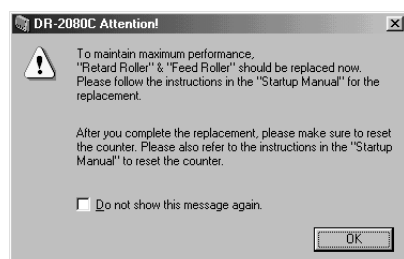 DR-2080C Attention!
To maintain maximum performance,
"Retard Roller" & "Feed Roller" should be replaced now.
Please follow the instructions in the "Startup Manual" for the
replacement.
After you complete the replacement, please make sure to reset
the counter. Please also refer to the instructions in the "Startup
Manual" to reset the counter.
Do not show this message again.
OK